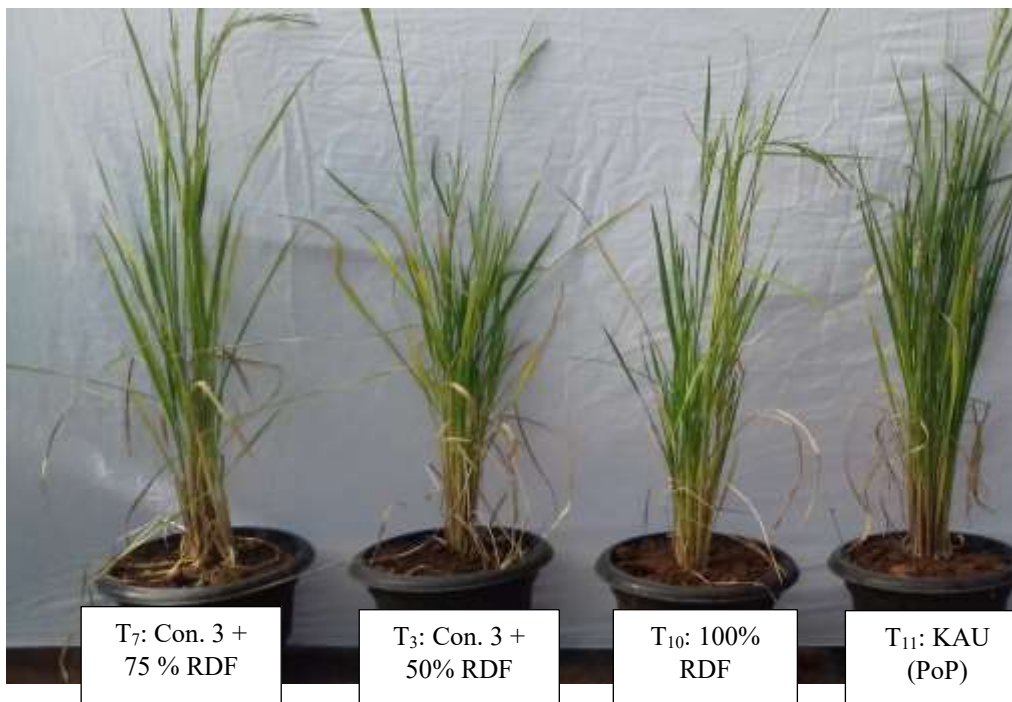 T₇: Con. 3 +
75 % RDF
T₃: Con. 3 +
50% RDF
T₁₀: 100%
RDF
T₁₁: KAU
(PoP)